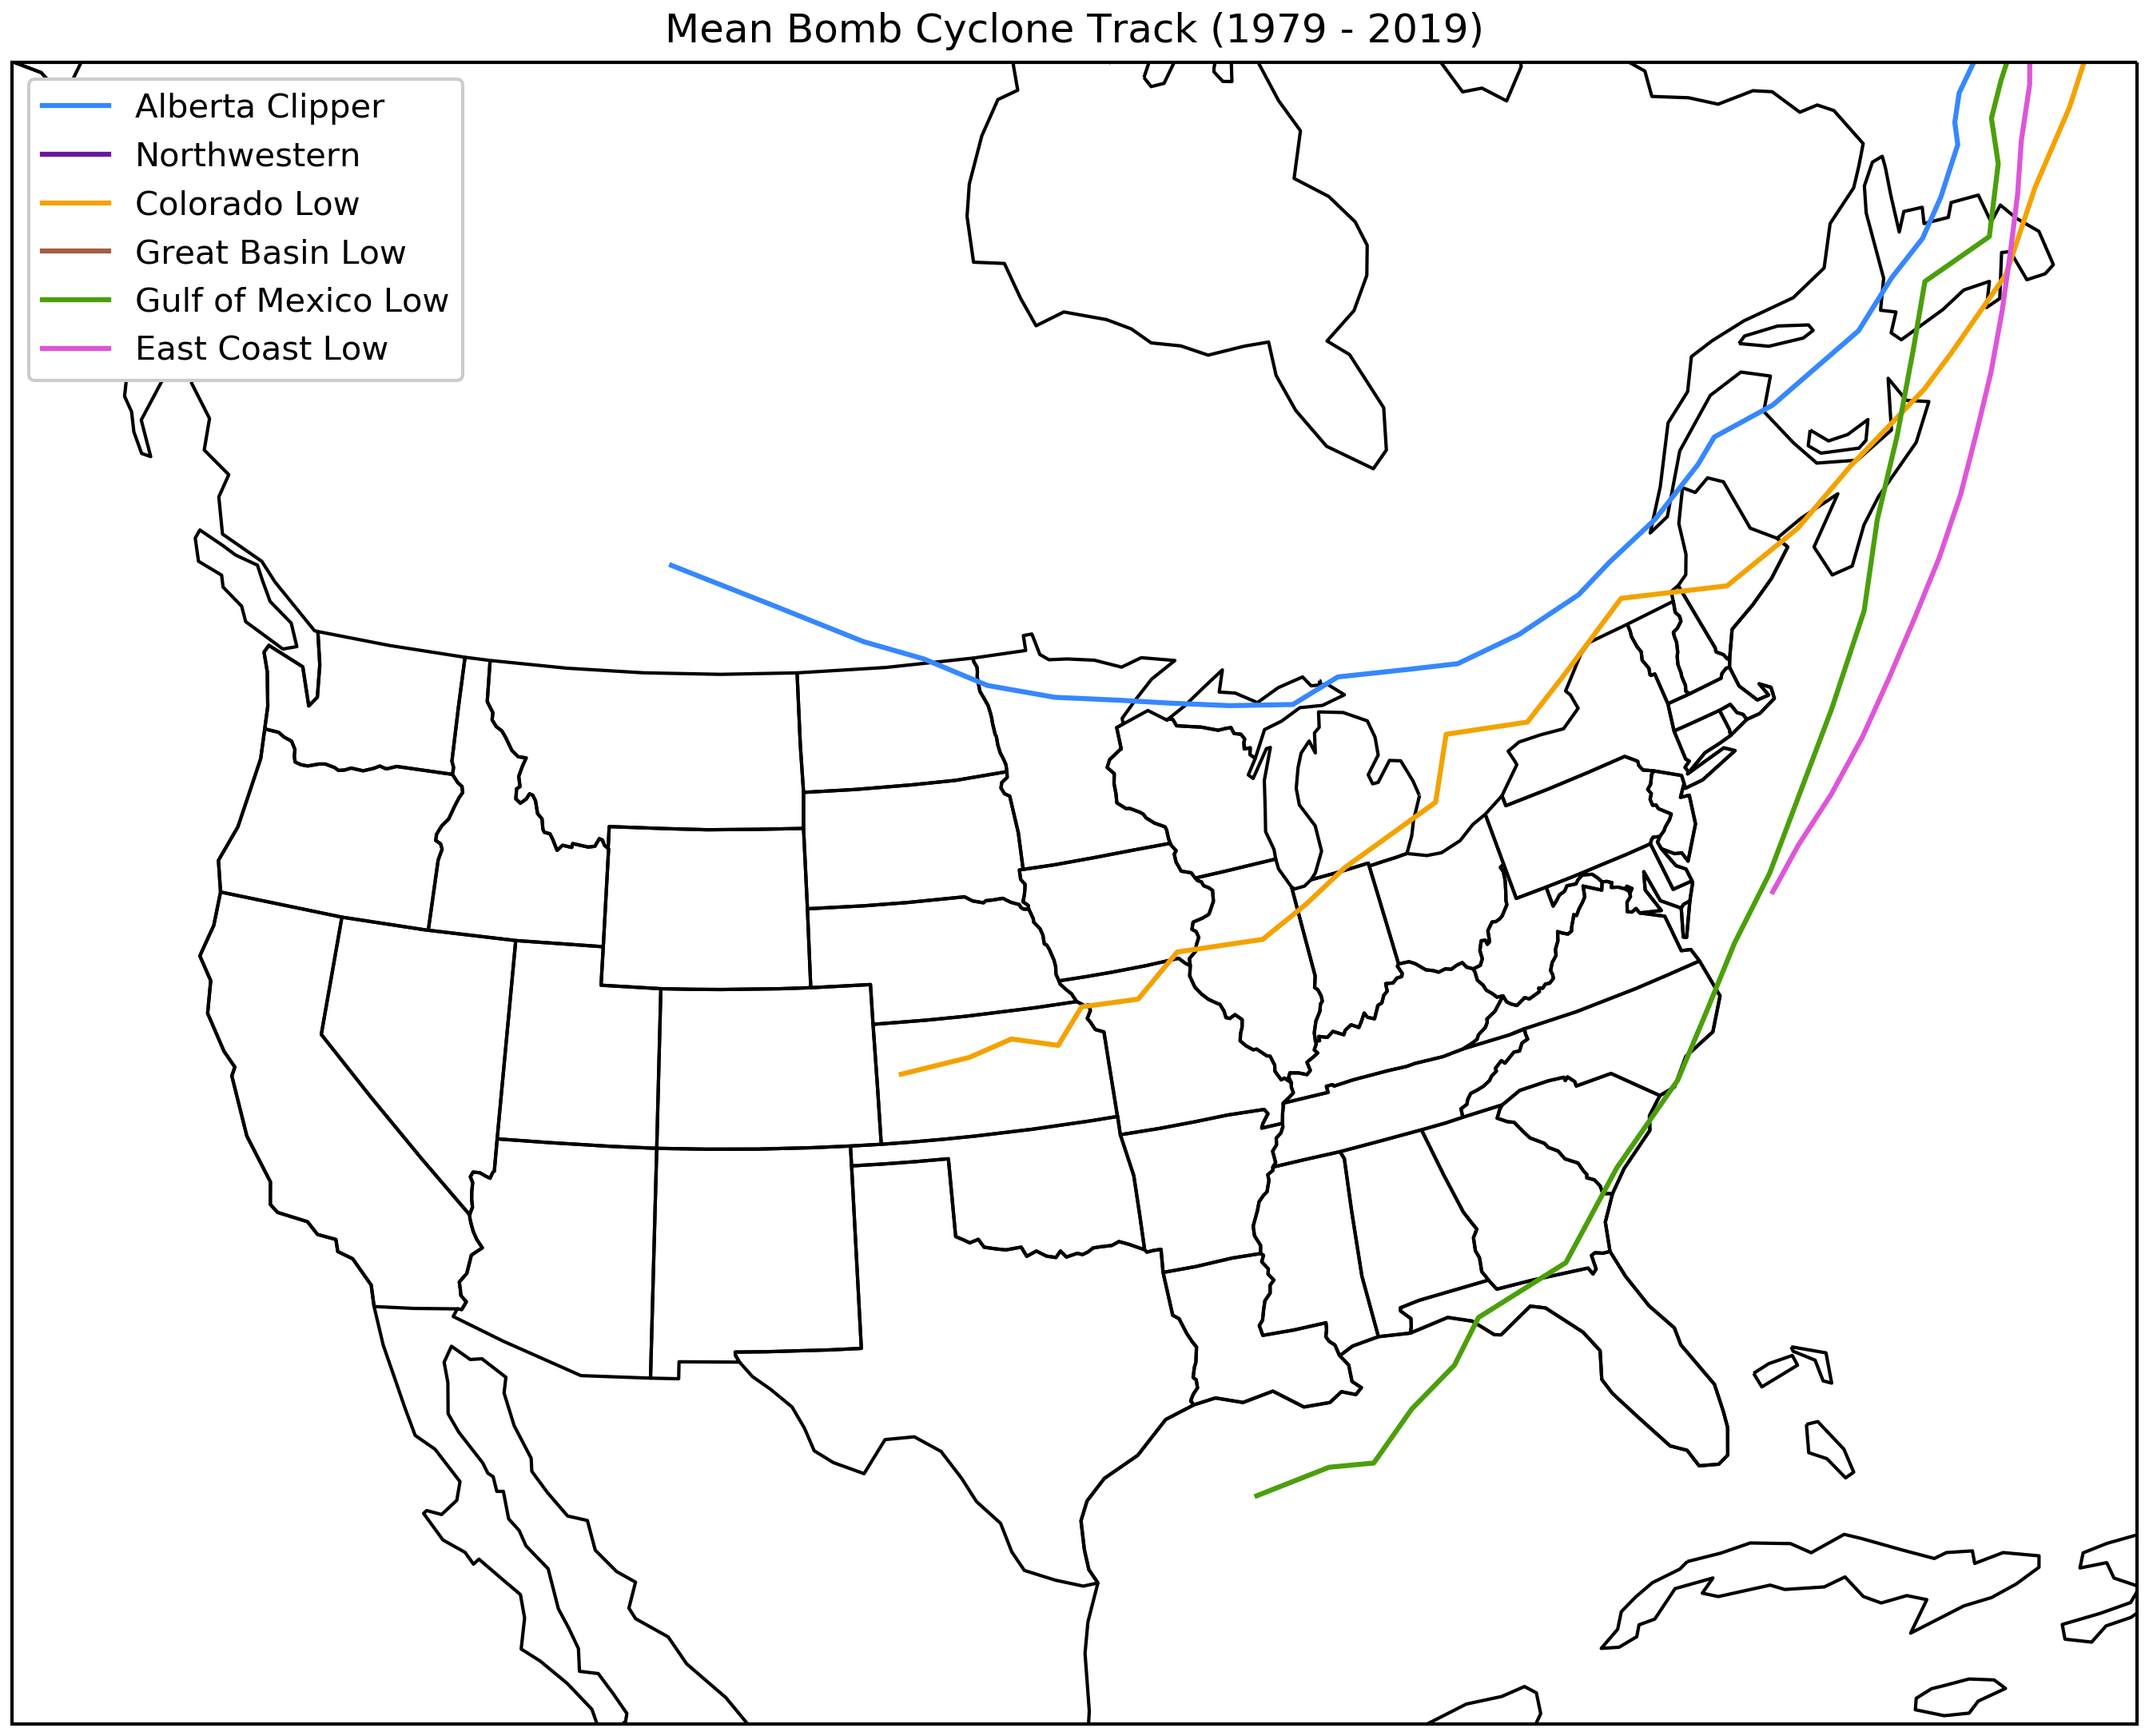 Mean Bomb Cyclone Track (1979 - 2019)
Alberta Clipper
Northwestern
Colorado Low
Great Basin Low
Gulf of Mexico Low
East Coast Low